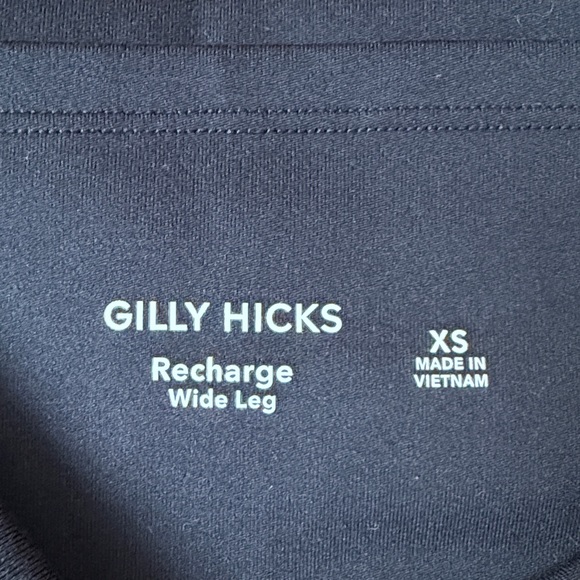 GILLY HICKS
Recharge
Wide Leg
XS
MADE IN
VIETNAM